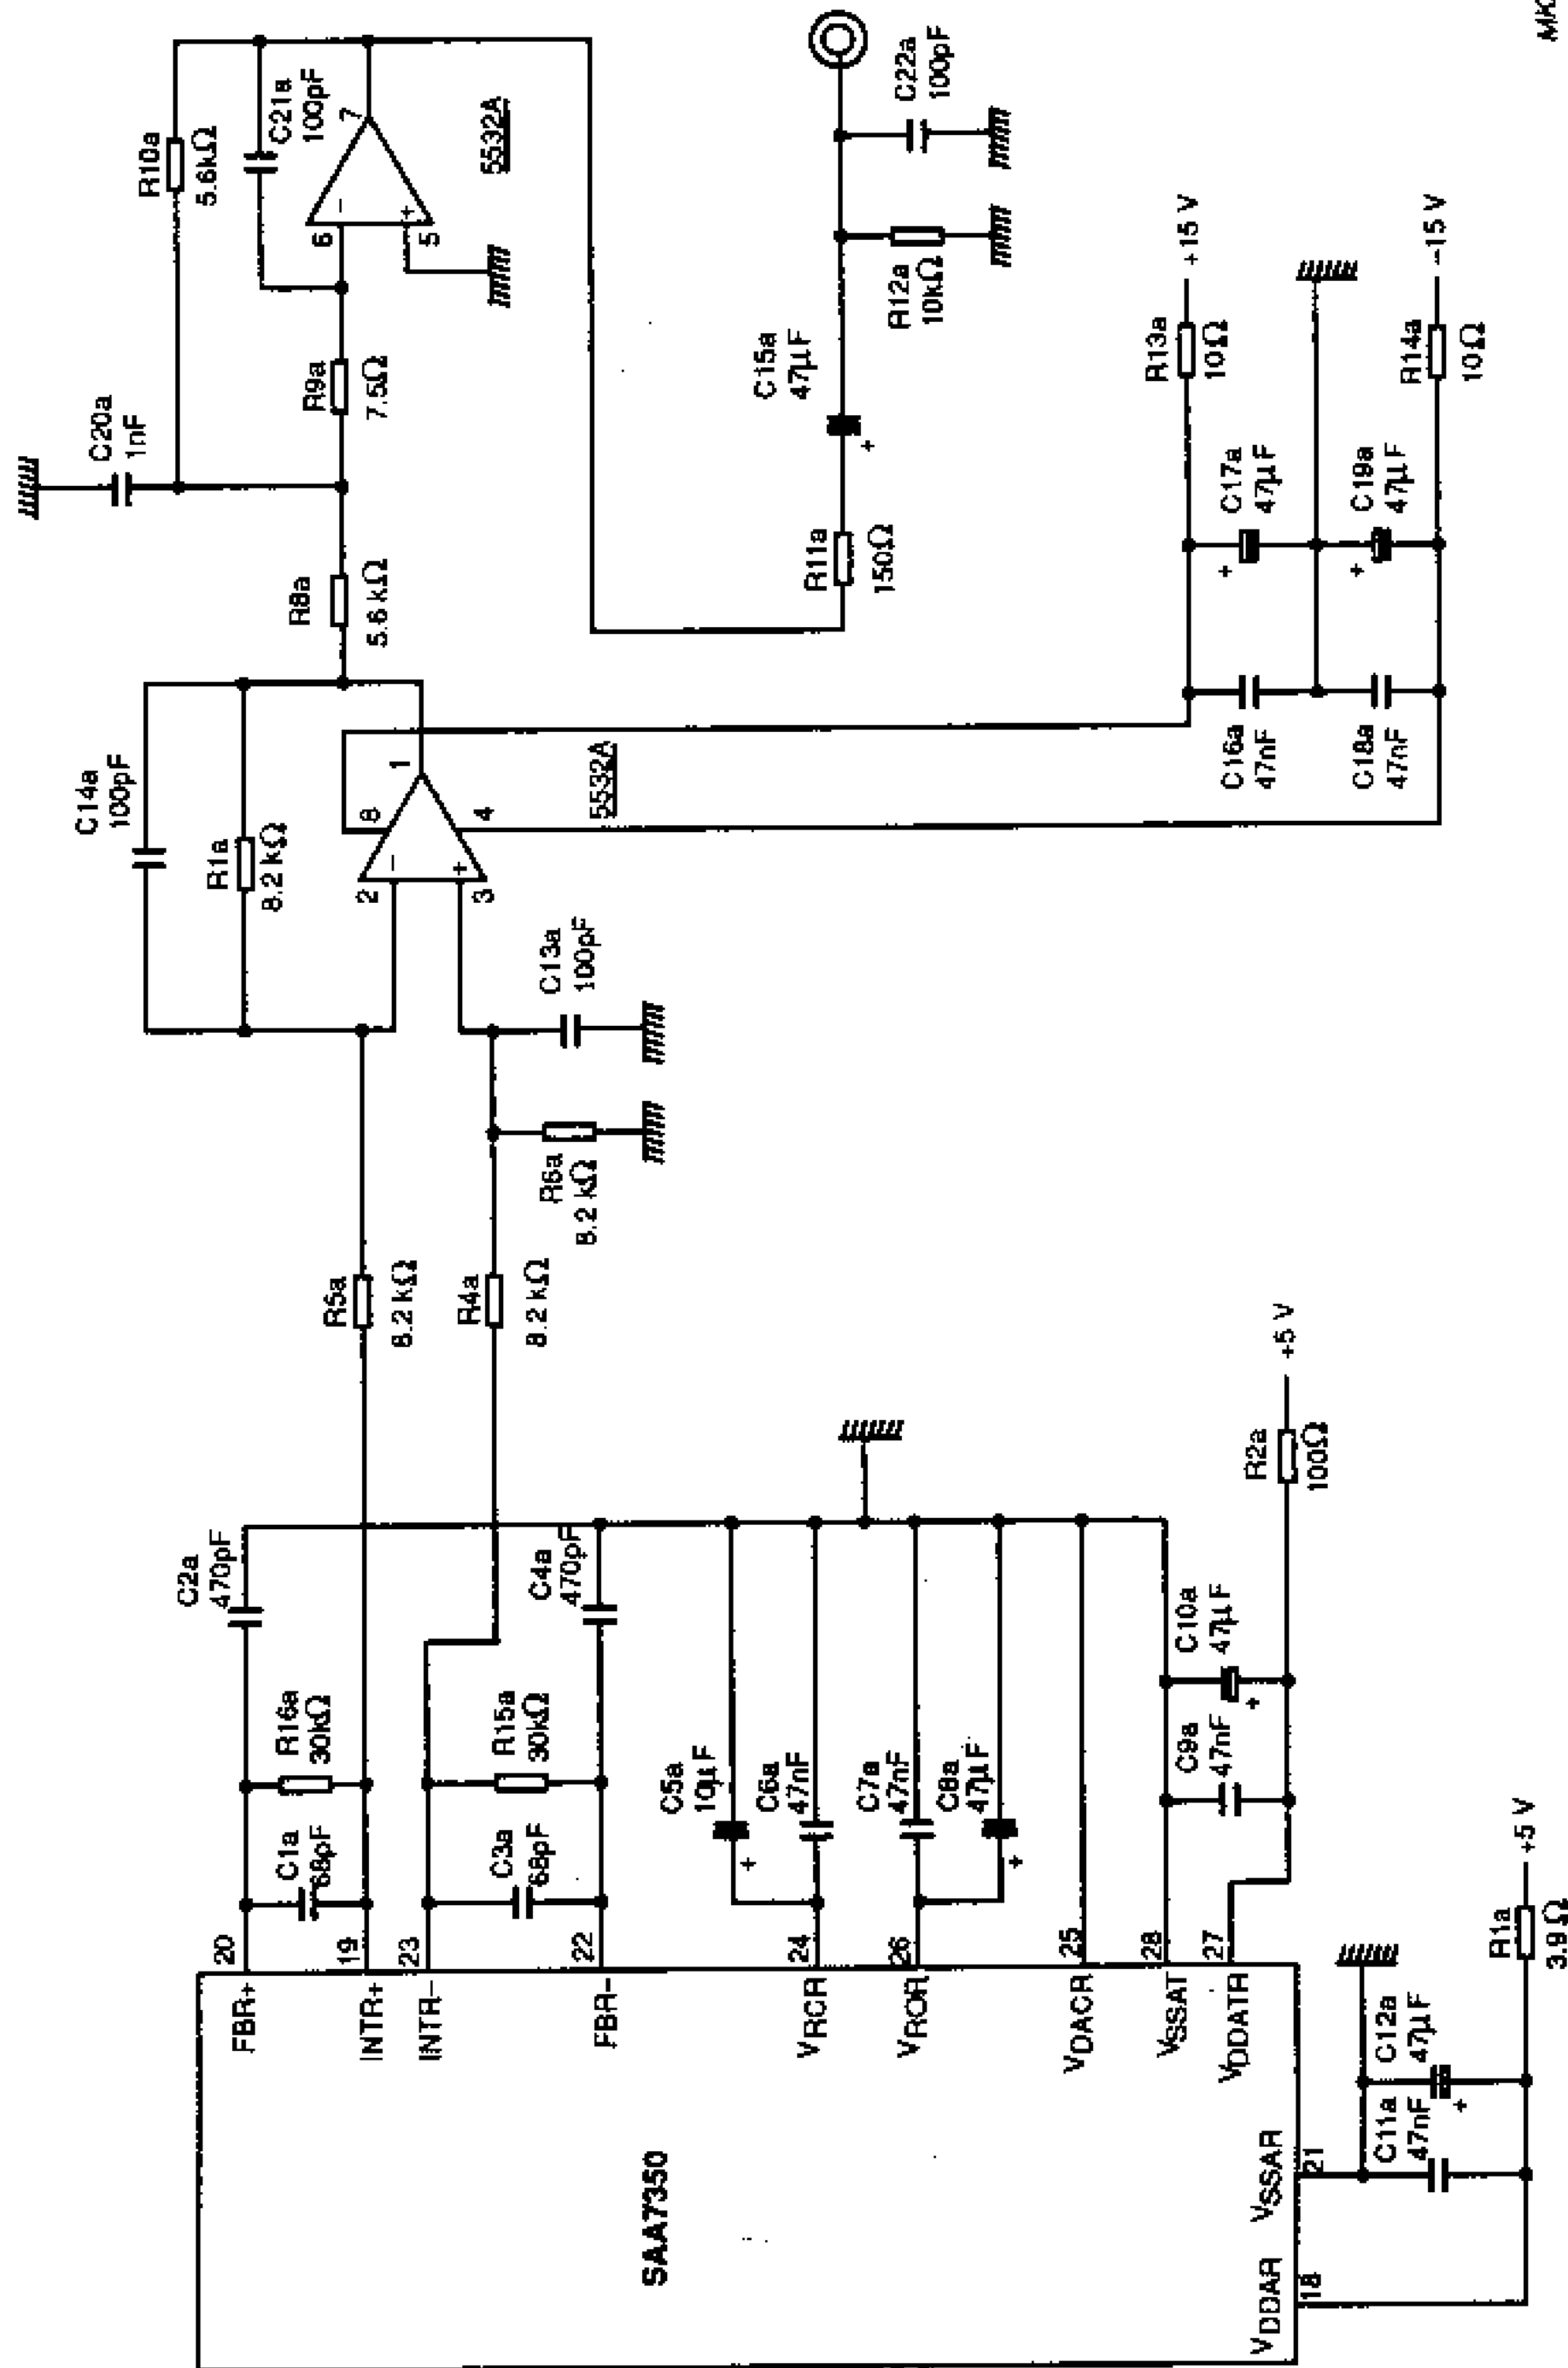 SAA7350
FBR+
20
INTR+
19
INTR-
23
FBR-
22
VRCR
24
VROR
26
VDACR
25
VSSAT
28
VDDATR
27
VDDAR
18
VSSAR
21
C1a
68pF
R16a
30kΩ
C2a
470pF
C3a
68pF
R15a
30kΩ
C4a
470pF
C5a
10µF
+
C6a
47nF
C7a
47nF
C8a
47µF
+
C9a
47nF
C10a
47µF
+
R2a
100Ω
+5 V
C11a
47nF
C12a
47µF
+
R1a
3.9Ω
+5 V
R5a
8.2 kΩ
R4a
8.2 kΩ
R6a
8.2 kΩ
C13a
100pF
C14a
100pF
R1a
8.2 kΩ
2
3
8
4
1
−
+
5532A
R8a
5.6 kΩ
C20a
1nF
R9a
7.5Ω
R10a
5.6kΩ
C21a
100pF
6
5
7
−
+
5532A
R11a
150Ω
C15a
47µF
+
R12a
10kΩ
C22a
100pF
C16a
47nF
C17a
47µF
+
R13a
10Ω
+15 V
C18a
47nF
C19a
47µF
+
R14a
10Ω
−15 V